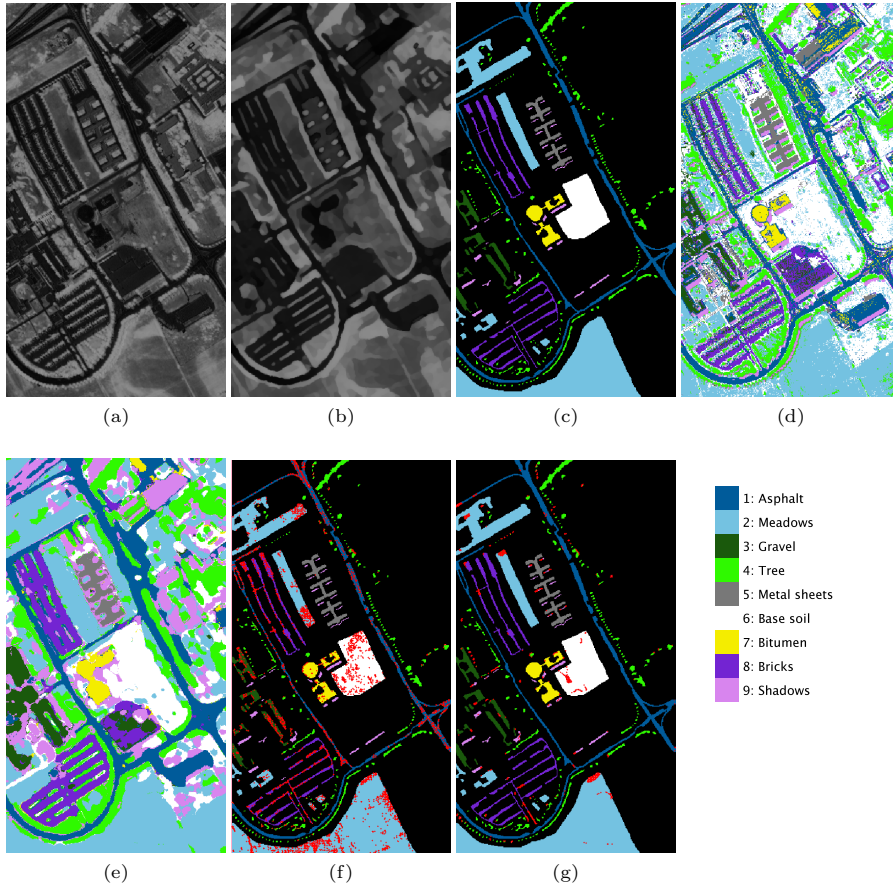 (a)
(b)
(c)
(d)
1: Asphalt
2: Meadows
3: Gravel
4: Tree
5: Metal sheets
6: Base soil
7: Bitumen
8: Bricks
9: Shadows
(e)
(f)
(g)